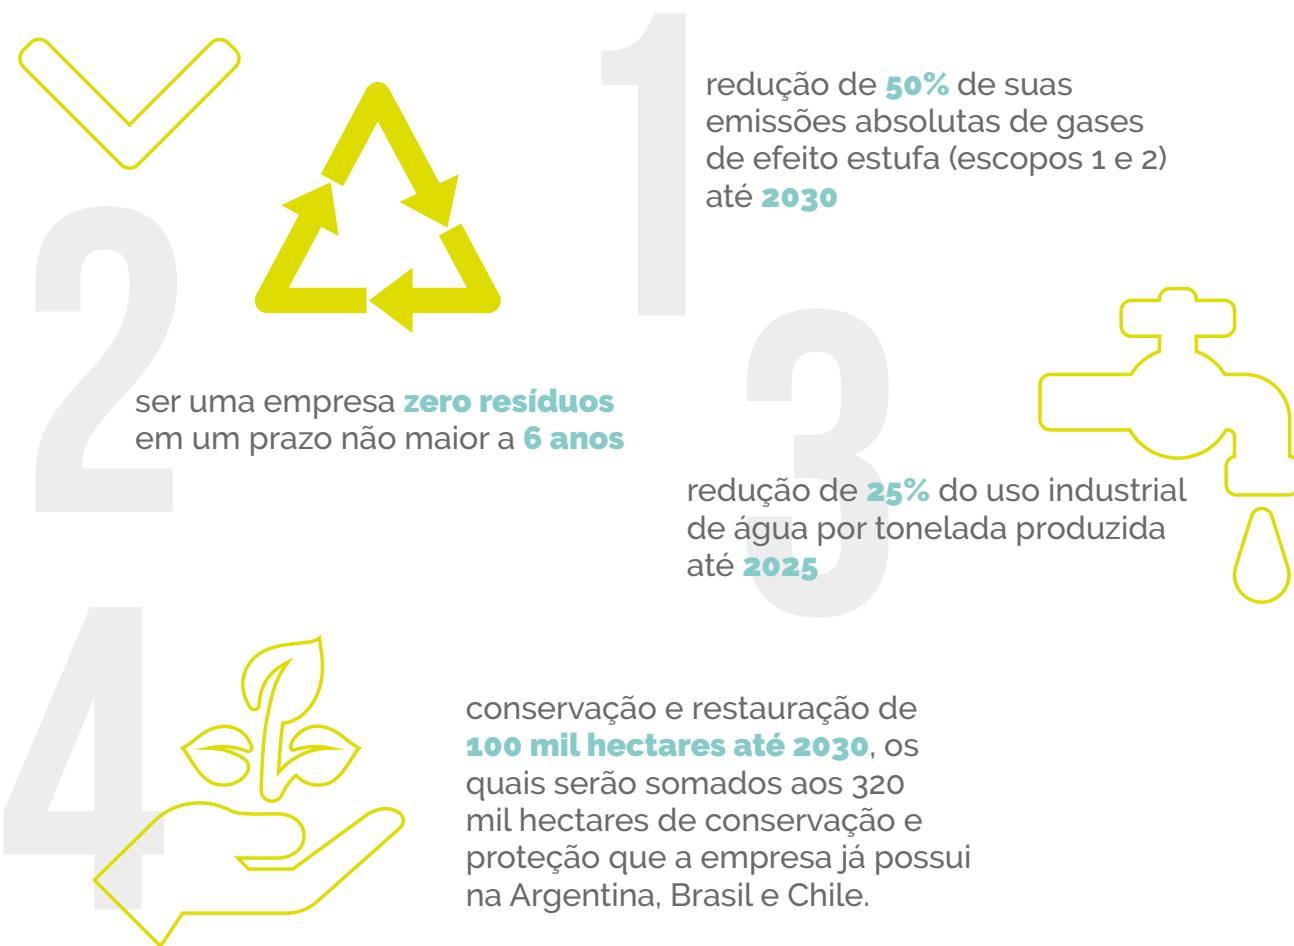 1
redução de 50% de suas
emissões absolutas de gases
de efeito estufa (escopos 1 e 2)
até 2030
2
ser uma empresa zero resíduos
em um prazo não maior a 6 anos
3
redução de 25% do uso industrial
de água por tonelada produzida
até 2025
4
conservação e restauração de
100 mil hectares até 2030, os
quais serão somados aos 320
mil hectares de conservação e
proteção que a empresa já possui
na Argentina, Brasil e Chile.